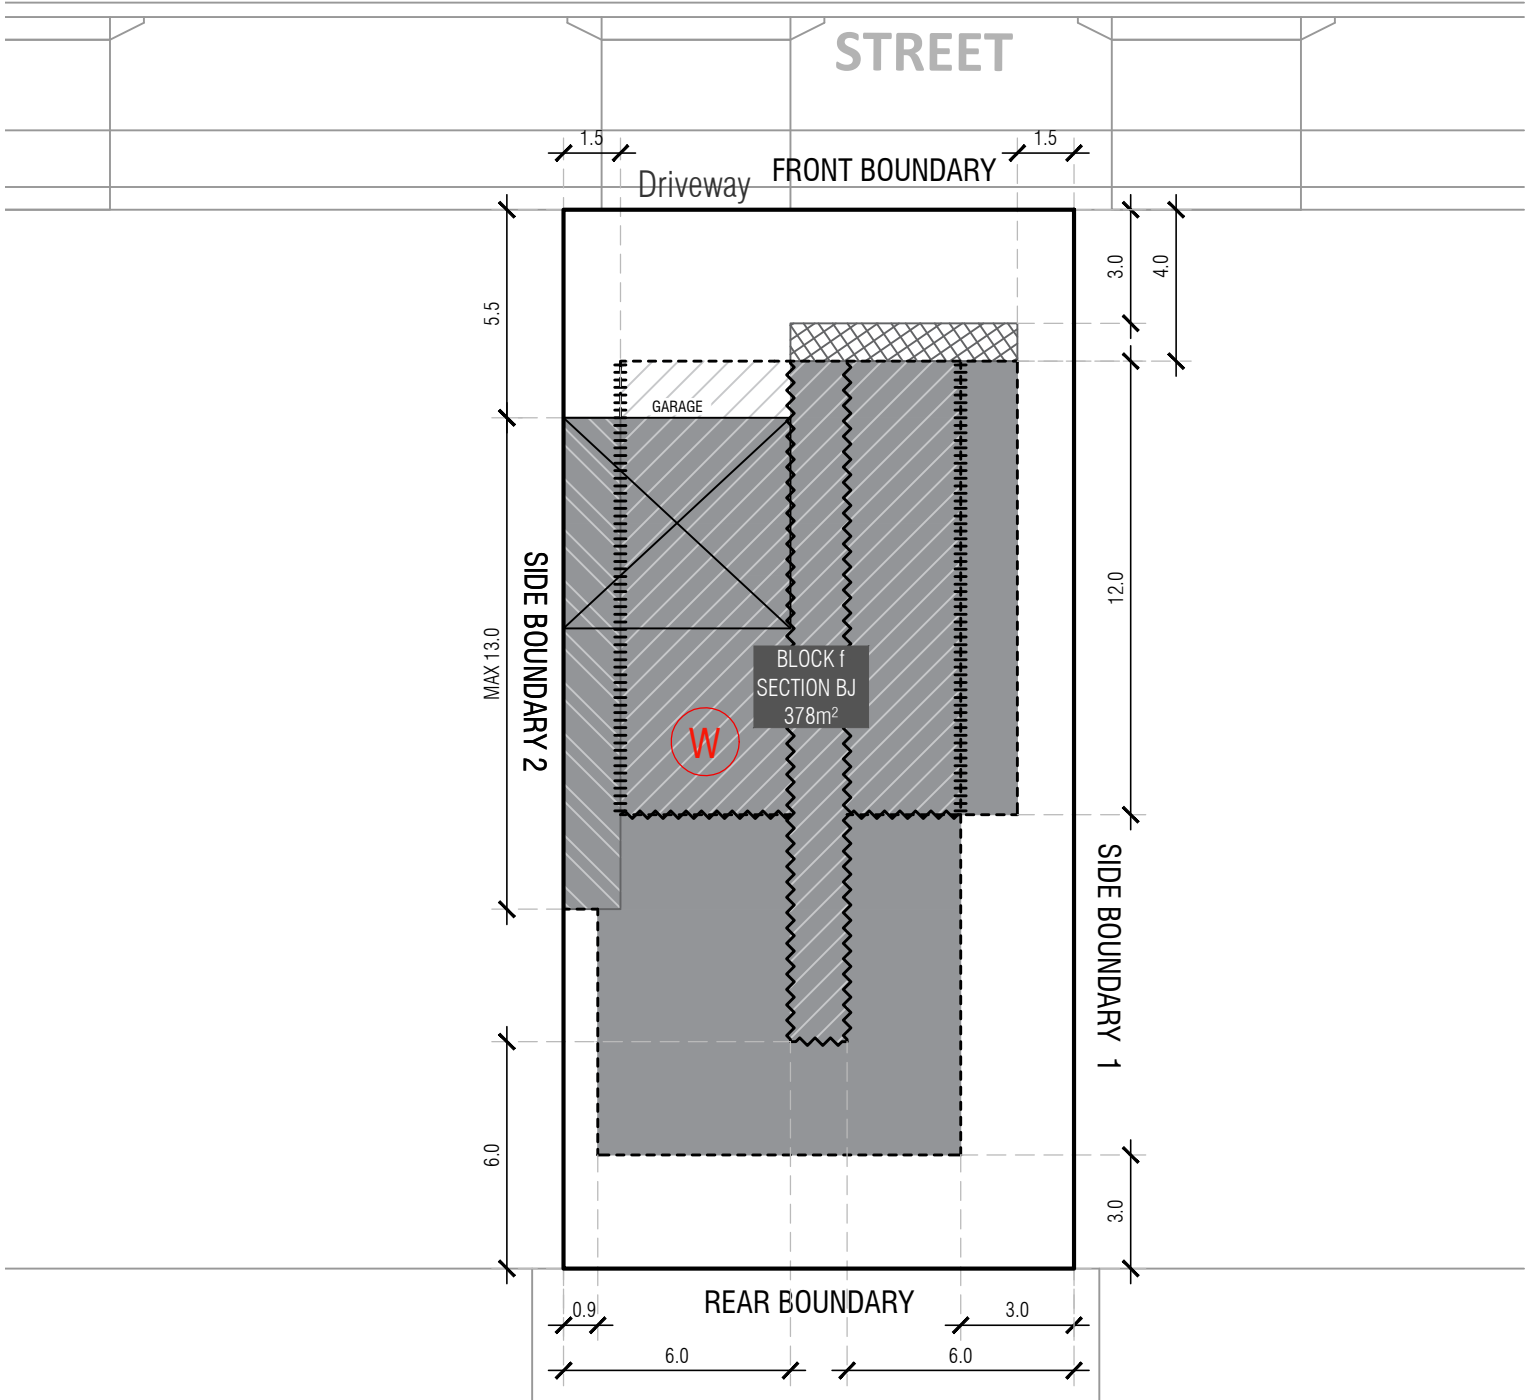 STREET
1.5
1.5
FRONT BOUNDARY
Driveway
3.0
4.0
5.5
GARAGE
12.0
SIDE BOUNDARY 2
MAX 13.0
BLOCK f
SECTION BJ
378m²
W
SIDE BOUNDARY 1
6.0
3.0
REAR BOUNDARY
0.9
3.0
6.0
6.0